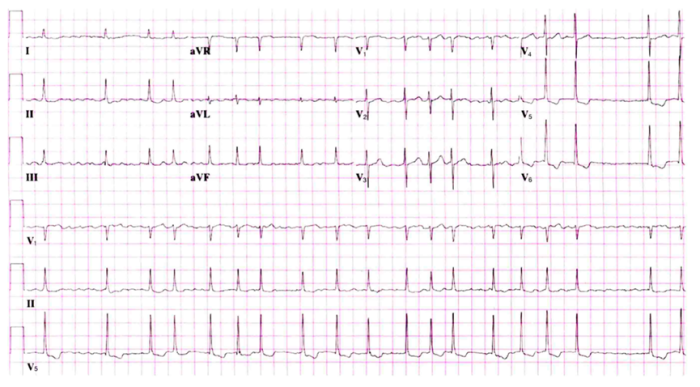 I aVR V₁ V₄
II aVL V₂ V₅
III aVF V₃ V₆
V₁
II
V₅